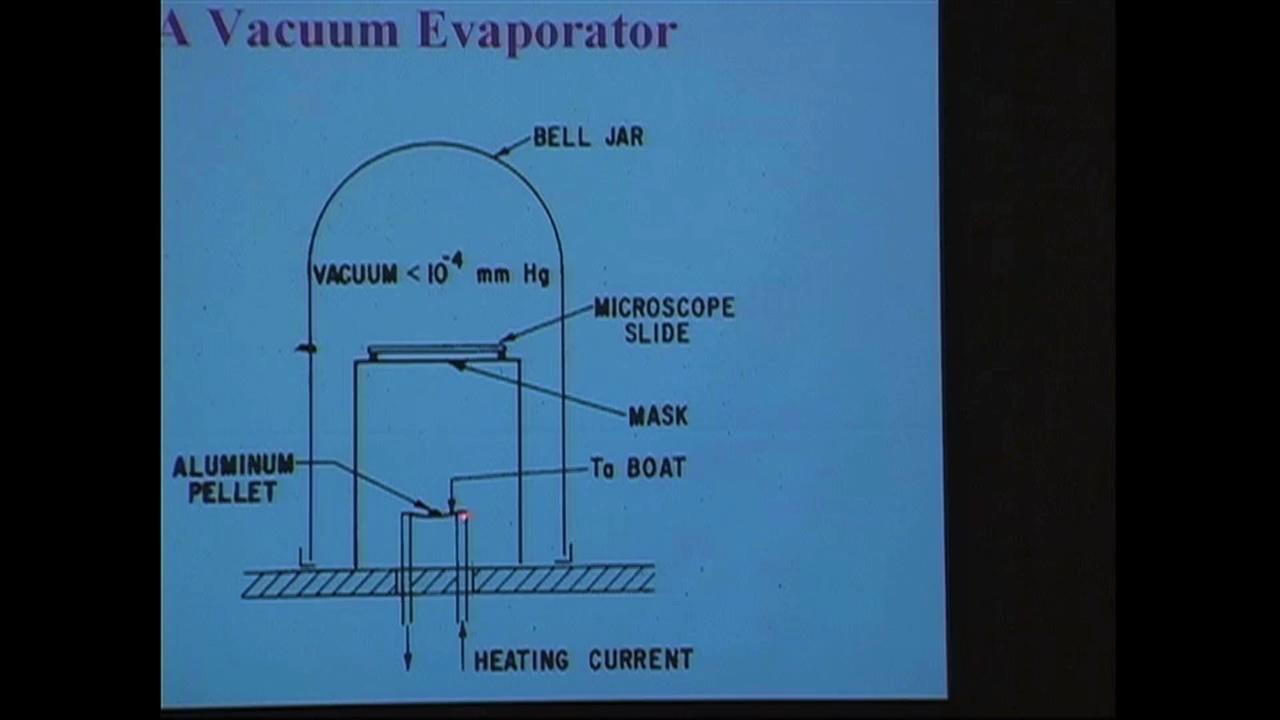 A Vacuum Evaporator
BELL JAR
VACUUM < 10⁻⁴ mm Hg
MICROSCOPE
SLIDE
MASK
ALUMINUM
PELLET
Ta BOAT
HEATING CURRENT